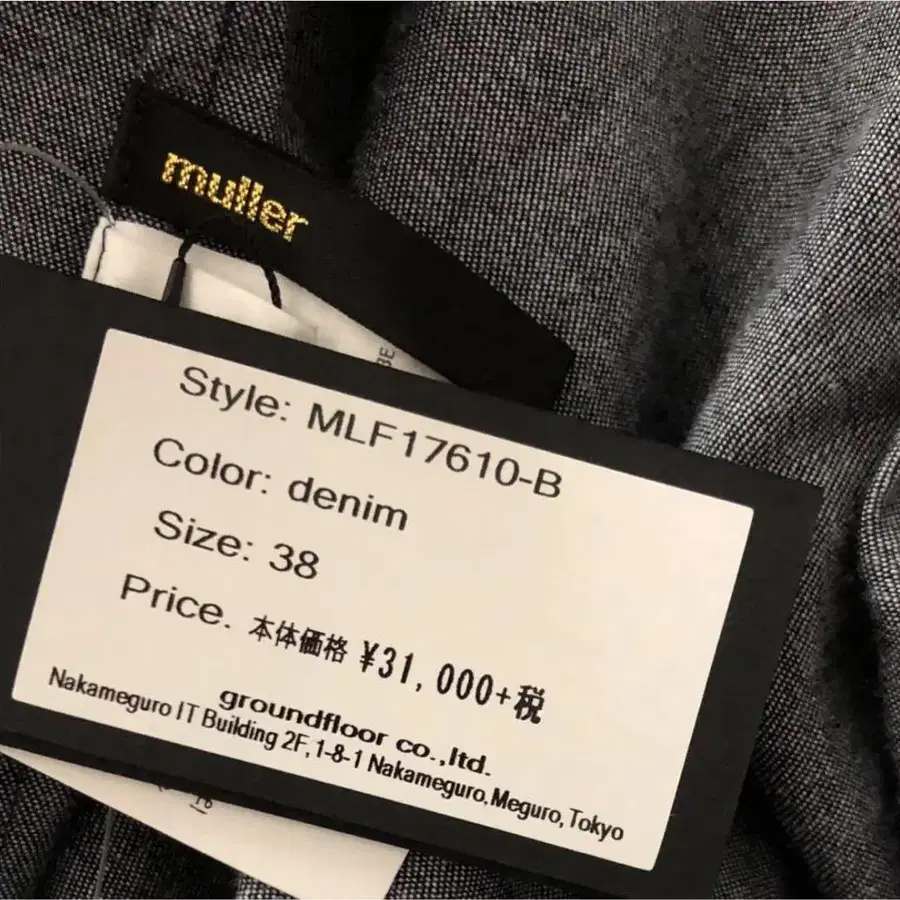 muller
BE
Style: MLF17610-B
Color: denim
Size: 38
Price. 本体価格 ¥31,000+税
groundfloor co.,ltd.
Nakameguro IT Building 2F,1-8-1 Nakameguro,Meguro,Tokyo